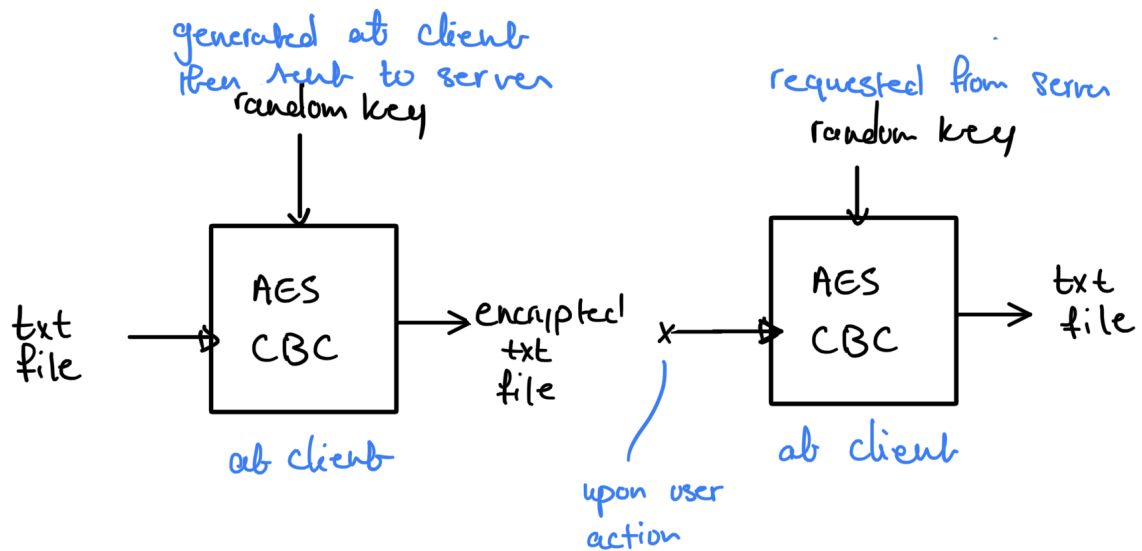 generated at client
then sent to server
random key
txt
file
AES
CBC
encrypted
txt
file
at client
requested from server
random key
x
AES
CBC
txt
file
at client
upon user
action